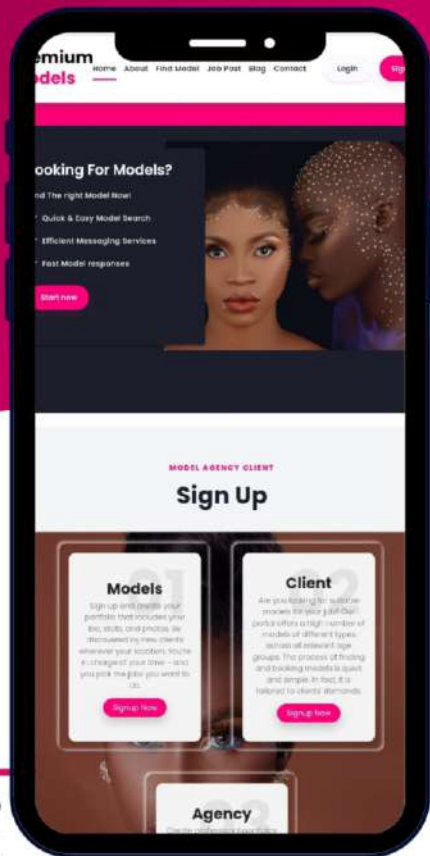 emium
odels
Home About Find Model Job Post Blog Contact Login Sign
ooking For Models?
nd The right Model Now!
Quick & Easy Model Search
Efficient Messaging Services
Fast Model responses
Start now
MODEL AGENCY CLIENT
Sign Up
01
Models
Sign up and create your
portfolio that includes your
bio, stats, and photos. Be
discovered by new clients
wherever your location. You're
in charge of your time – and
you pick the jobs you want to
do.
Signup Now
02
Client
Are you looking for suitable
models for your job? Our
portal offers a high number of
models of different types
across all relevant age
groups. The process of finding
and booking models is quick
and simple. In fact, it is
tailored to clients' demands.
Signup Now
03
Agency